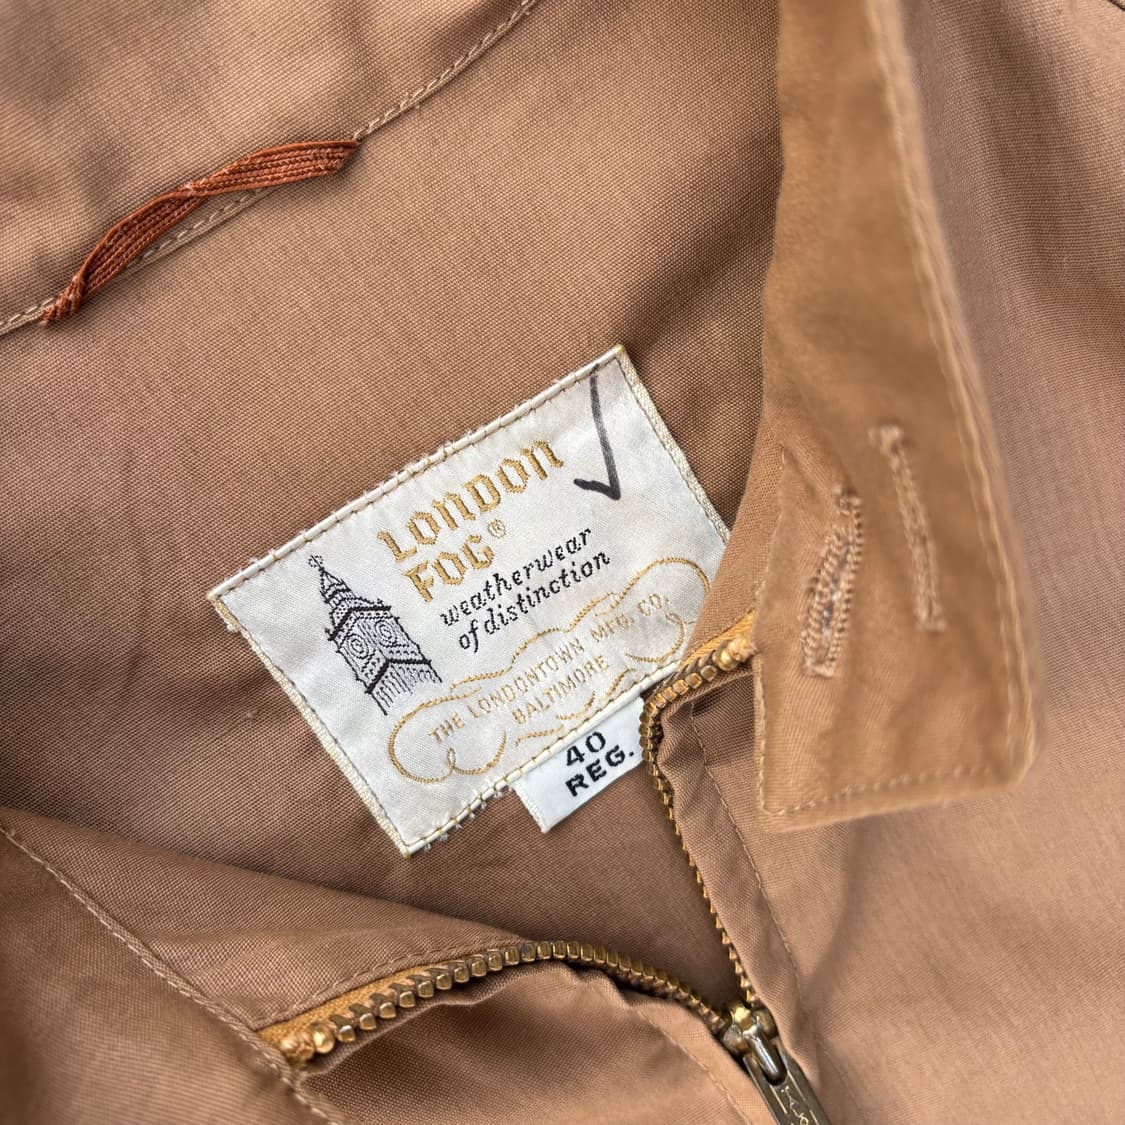 LONDON
FOG®
weatherwear
of distinction
THE LONDONTOWN MFG. CO.
BALTIMORE
40
REG.